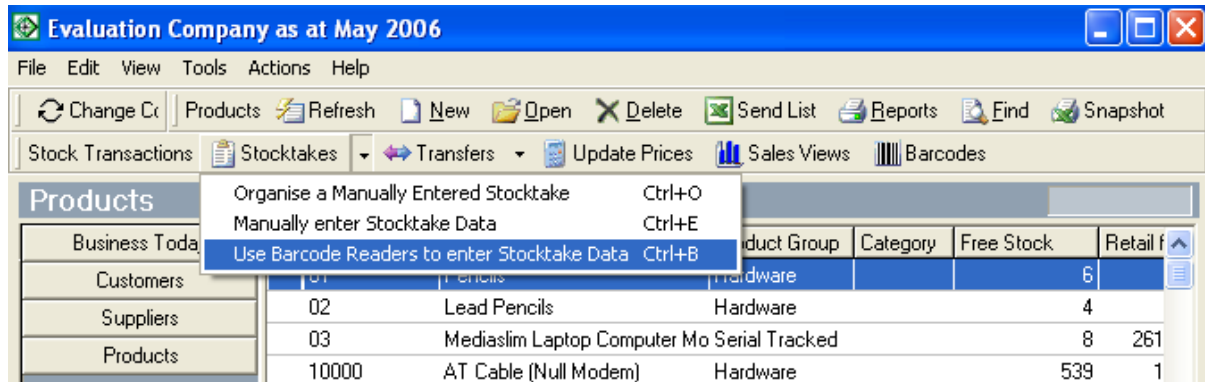 Evaluation Company as at May 2006
File Edit View Tools Actions Help
Change Products Refresh New Open Delete Send List Reports Find Snapshot
Stock Transactions Stocktakes Transfers Update Prices Sales Views Barcodes
Organise a Manually Entered Stocktake Ctrl+O
Manually enter Stocktake Data Ctrl+E
Use Barcode Readers to enter Stocktake Data Ctrl+B
Products
Business Toda duct Group Category Free Stock Retail
Customers 01 Pencils Hardware 6
Suppliers 02 Lead Pencils Hardware 4
03 Mediaslim Laptop Computer Mo Serial Tracked 8 261
Products
10000 AT Cable (Null Modem) Hardware 539 1